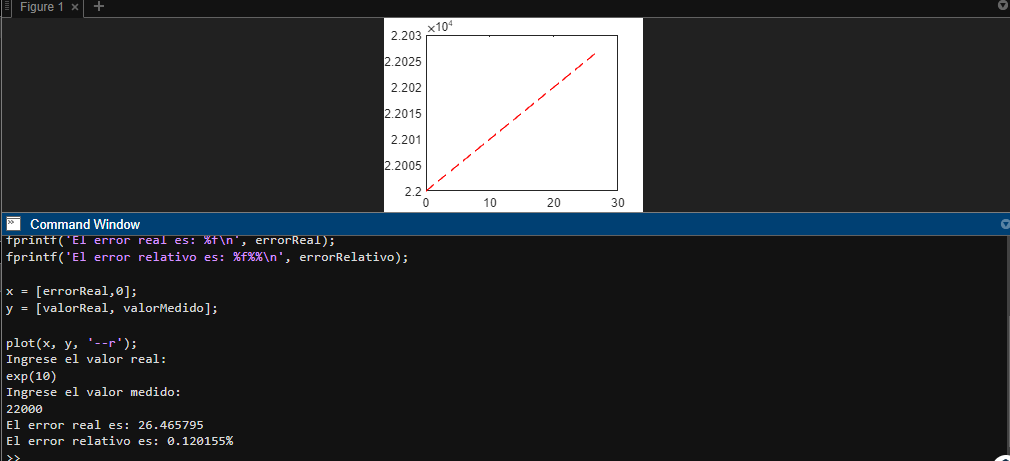 Figure 1 × +
×10⁴
2.203
2.2025
2.202
2.2015
2.201
2.2005
2.2
0 10 20 30
Command Window
fprintf('El error real es: %f\n', errorReal);
fprintf('El error relativo es: %f%%\n', errorRelativo);
x = [errorReal,0];
y = [valorReal, valorMedido];
plot(x, y, '--r');
Ingrese el valor real:
exp(10)
Ingrese el valor medido:
22000
El error real es: 26.465795
El error relativo es: 0.120155%
>>